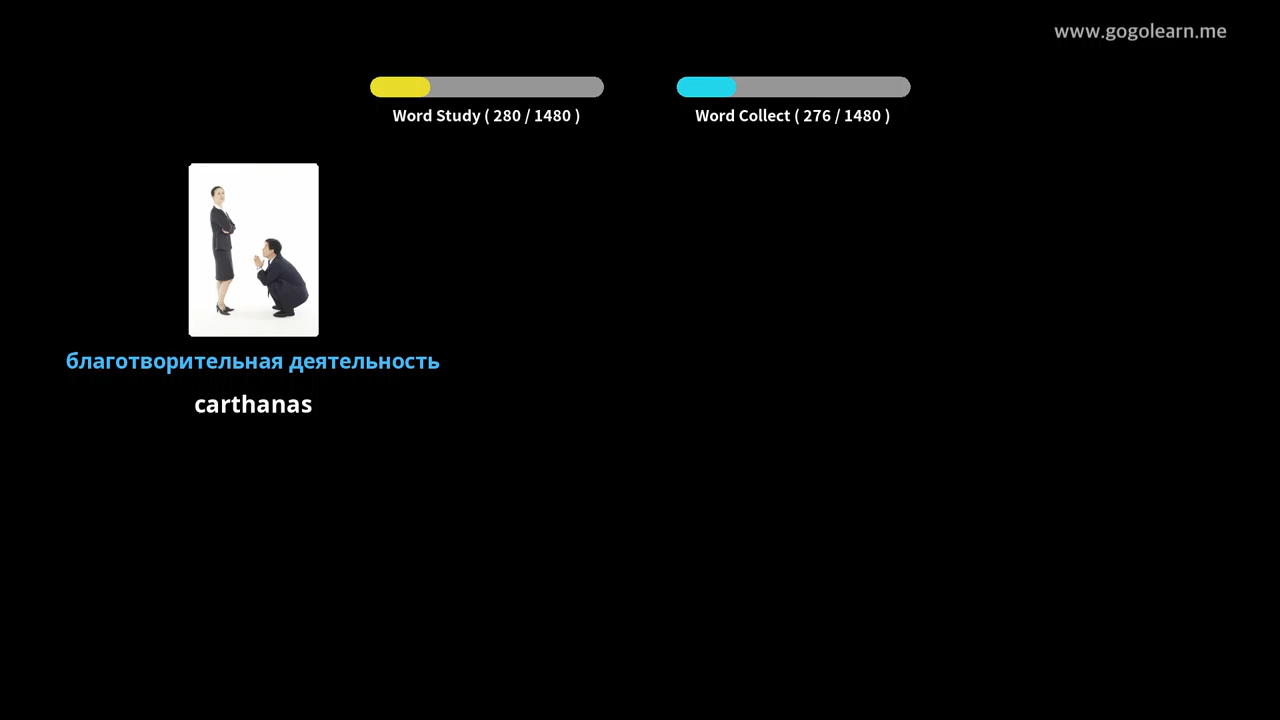 www.gogolearn.me
Word Study ( 280 / 1480 )
Word Collect ( 276 / 1480 )
благотворительная деятельность
carthanas